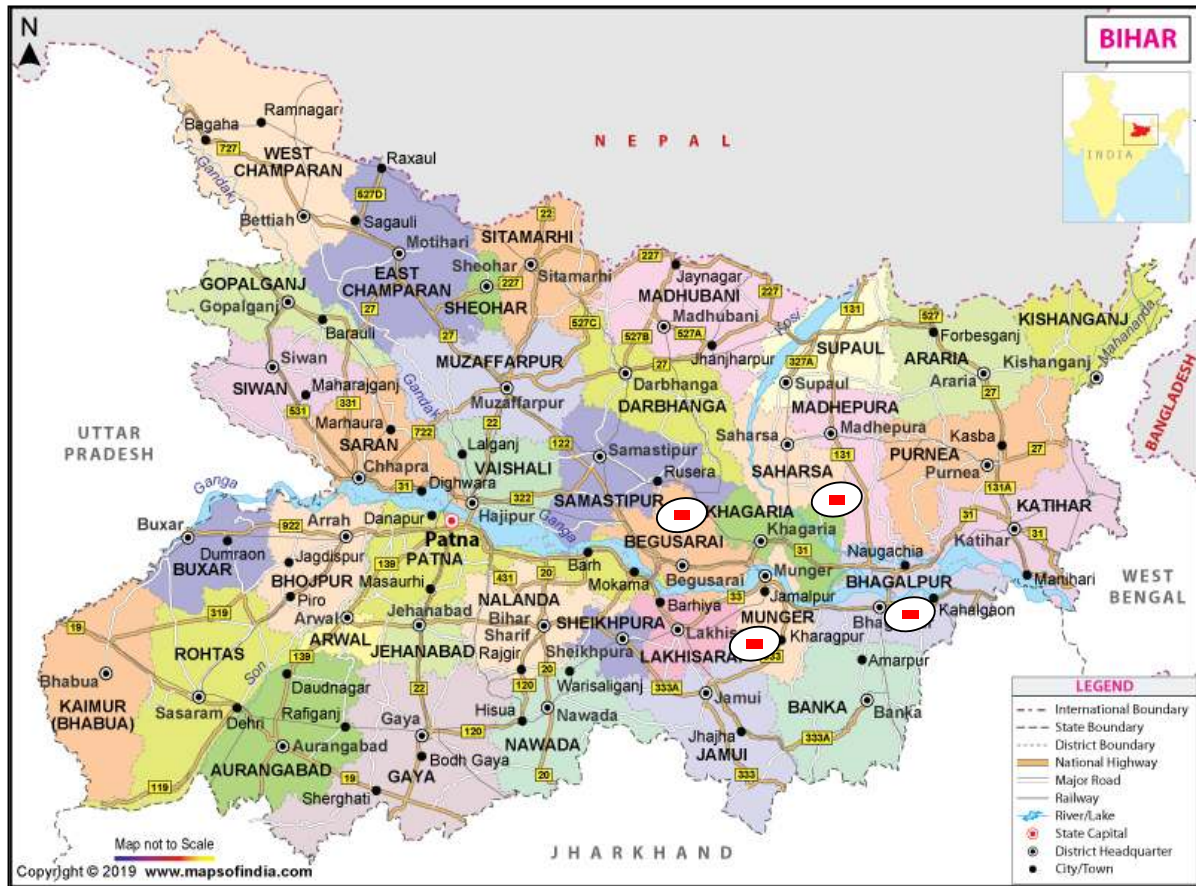 N
BIHAR
INDIA
NEPAL
Ramnagar
Bagaha
727
WEST
CHAMPARAN
Gandak
Raxaul
527D
Bettiah
Sagauli
22
Motihari
SITAMARHI
Sheohar
Sitamarhi
227
EAST
CHAMPARAN
SHEOHAR
GOPALGANJ
Gopalganj
27
27
Barauli
227
Jaynagar
MADHUBANI
227
Madhubani
527C
527B
527A
Jhanjharpur
Kosi
131
SUPAUL
327A
Supaul
527
Forbesganj
ARARIA
Araria
KISHANGANJ
Kishanganj
Mahananda
BANGLADESH
Siwan
SIWAN
Maharajganj
531
331
Marhaura
SARAN
MUZAFFARPUR
Muzaffarpur
Gandak
722
22
27
Darbhanga
DARBHANGA
MADHEPURA
Madhepura
Saharsa
131
SAHARSA
27
Kasba
PURNEA
Purnea
27
131A
UTTAR
PRADESH
Lalganj
VAISHALI
122
Samastipur
Rusera
SAMASTIPUR
Chhapra
31
Dighwara
322
Hajipur
Ganga
Ganga
KHAGARIA
Khagaria
31
KATIHAR
31
Katihar
31
Manihari
Buxar
922
Arrah
Danapur
Patna
PATNA
BEGUSARAI
Begusarai
Dumraon
BUXAR
Jagdispur
BHOJPUR
Piro
139
Masaurhi
431
20
Barh
Mokama
Munger
Naugachia
BHAGALPUR
WEST
BENGAL
319
Arwal
ARWAL
Jehanabad
JEHANABAD
NALANDA
Bihar
Sharif
Rajgir
SHEIKHPURA
Sheikhpura
33
Barhiya
Jamalpur
MUNGER
Kharagpur
Kahalgaon
19
ROHTAS
Son
139
LAKHISARAI
333A
Amarpur
Bhabua
KAIMUR
(BHABUA)
Sasaram
Dehri
Daudnagar
Rafiganj
22
Gaya
120
Hisua
20
Warisaliganj
Nawada
Jamui
Jhajha
BANKA
Banka
333A
Aurangabad
AURANGABAD
120
Bodh Gaya
GAYA
NAWADA
20
JAMUI
333
119
19
Sherghati
JHARKHAND
LEGEND
International Boundary
State Boundary
District Boundary
National Highway
Major Road
Railway
River/Lake
State Capital
District Headquarter
City/Town
Map not to Scale
Copyright © 2019 www.mapsofindia.com